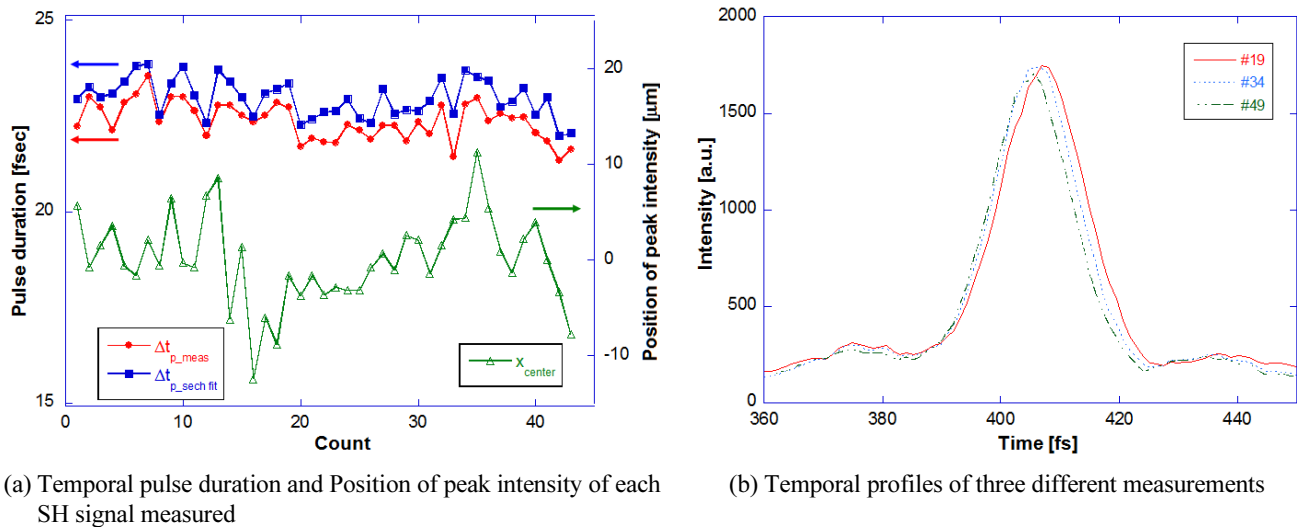 25
20
15
Pulse duration [fsec]
0
10
20
30
40
Count
20
10
0
-10
Position of peak intensity [μm]
Δt p_meas
Δt p_sech fit
x center
2000
1500
1000
500
0
Intensity [a.u.]
360
380
400
420
440
Time [fs]
#19
#34
#49
(a) Temporal pulse duration and Position of peak intensity of each
SH signal measured
(b) Temporal profiles of three different measurements